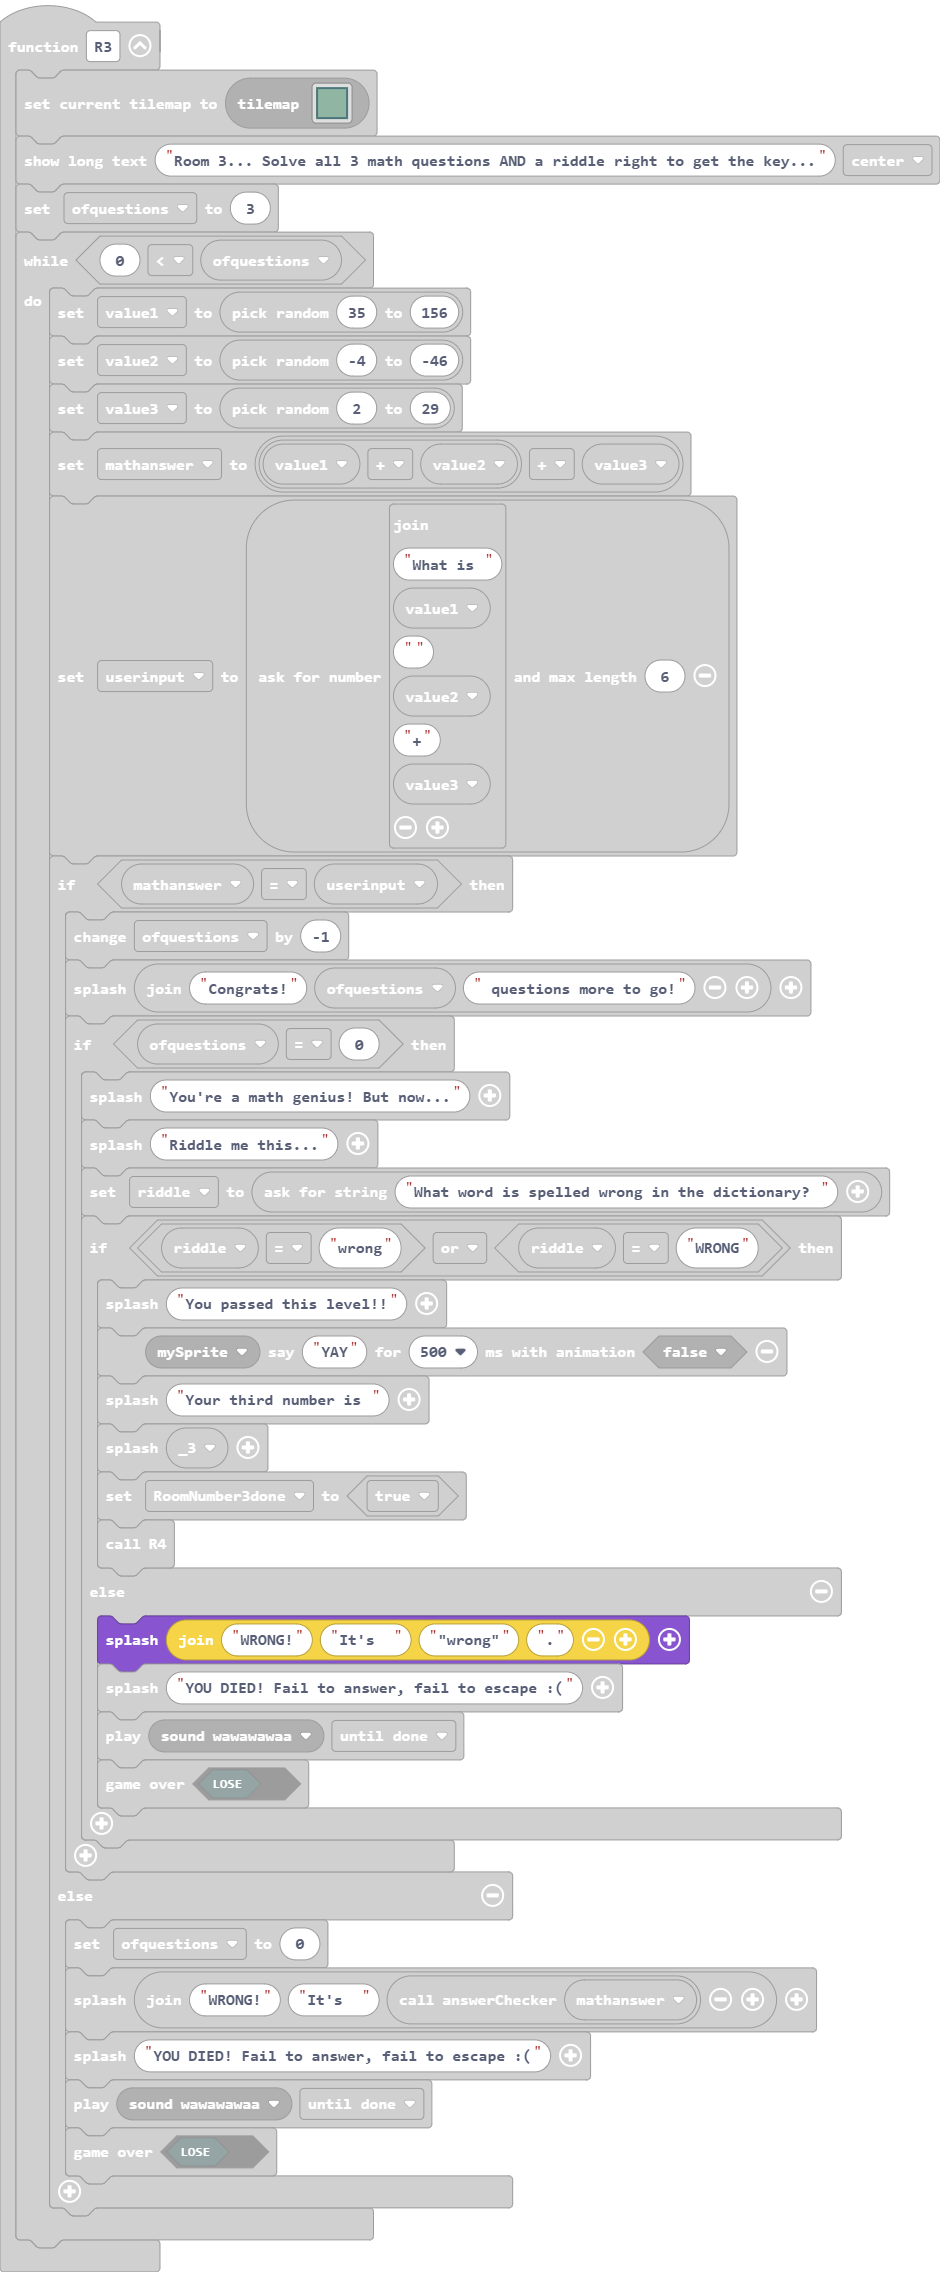 function R3
set current tilemap to tilemap
show long text "Room 3... Solve all 3 math questions AND a riddle right to get the key..." center
set ofquestions to 3
while 0 < ofquestions
do
set value1 to pick random 35 to 156
set value2 to pick random -4 to -46
set value3 to pick random 2 to 29
set mathanswer to value1 + value2 + value3
join
"What is "
value1
""
set userinput to ask for number and max length 6
value2
"+"
value3
if mathanswer = userinput then
change ofquestions by -1
splash join "Congrats!" ofquestions " questions more to go!"
if ofquestions = 0 then
splash "You're a math genius! But now..."
splash "Riddle me this..."
set riddle to ask for string "What word is spelled wrong in the dictionary? "
if riddle = "wrong" or riddle = "WRONG" then
splash "You passed this level!!"
mySprite say "YAY" for 500 ms with animation false
splash "Your third number is "
splash _3
set RoomNumber3done to true
call R4
else
splash join "WRONG!" "It's  " ""wrong"" "."
splash "YOU DIED! Fail to answer, fail to escape :("
play sound wawawawaa until done
game over LOSE
else
set ofquestions to 0
splash join "WRONG!" "It's  " call answerChecker mathanswer
splash "YOU DIED! Fail to answer, fail to escape :("
play sound wawawawaa until done
game over LOSE